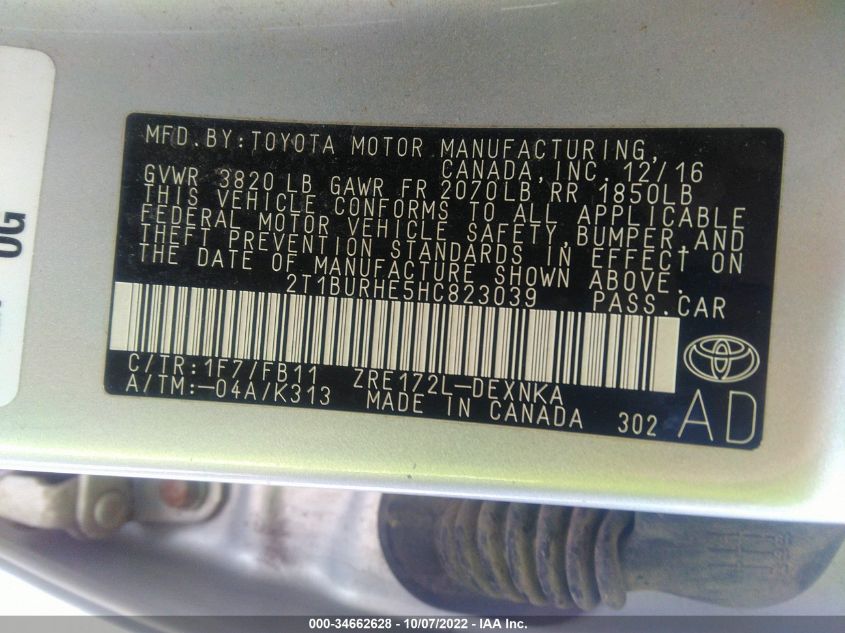 OG
MFD.BY:TOYOTA MOTOR MANUFACTURING,
CANADA,INC. 12/16
GVWR 3820 LB GAWR FR 2070LB RR 1850LB
THIS VEHICLE CONFORMS TO ALL APPLICABLE
FEDERAL MOTOR VEHICLE SAFETY,BUMPER,AND
THEFT PREVENTION STANDARDS IN EFFECT ON
THE DATE OF MANUFACTURE SHOWN ABOVE.
2T1BURHE5HC823039 PASS.CAR
C/TR:1F7/FB11 ZRE172L-DEXNKA
A/TM:-04A/K313 MADE IN CANADA 302
AD
000-34662628 - 10/07/2022 - IAA Inc.